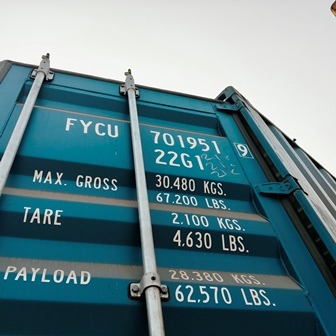 FYCU 701951 9
22G1
MAX. GROSS 30.480 KGS.
67.200 LBS.
TARE 2.100 KGS.
4.630 LBS.
PAYLOAD 28.380 KGS.
62.570 LBS.